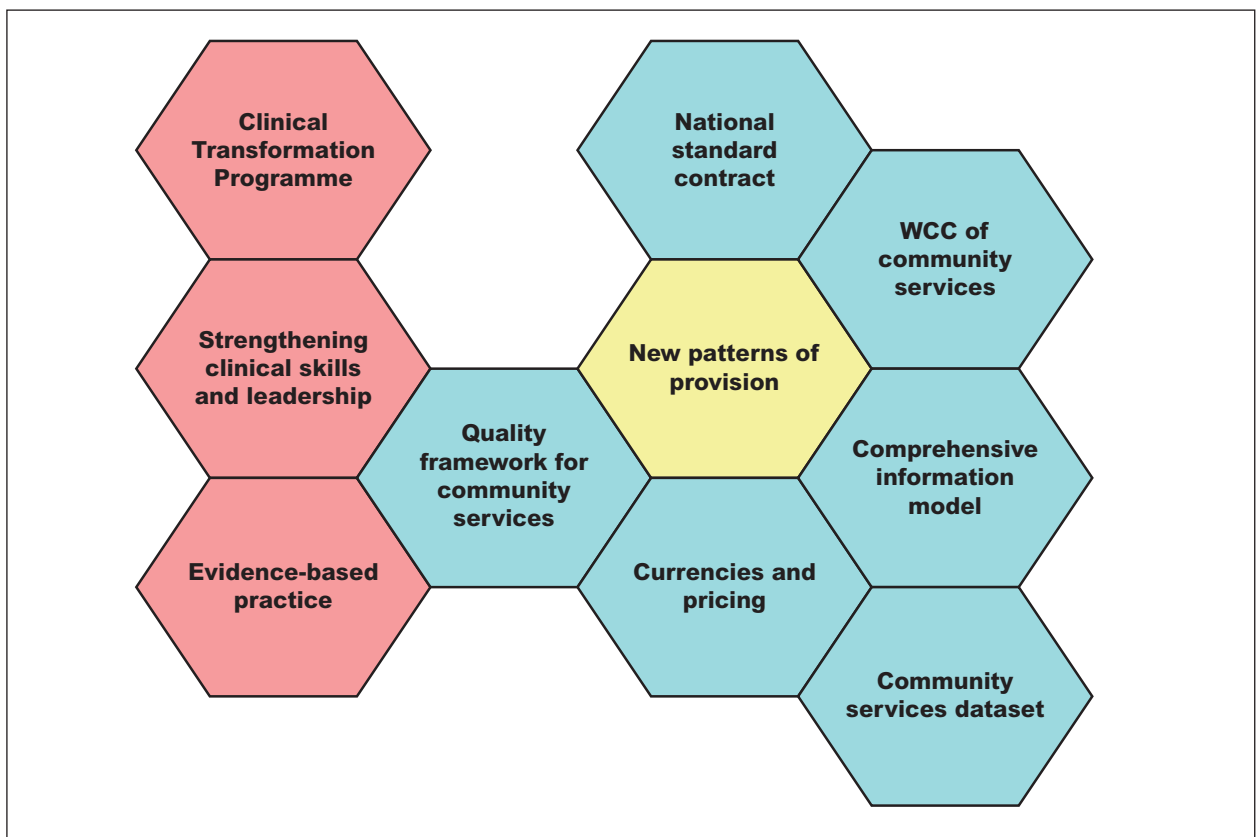 Clinical
Transformation
Programme
National
standard
contract
WCC of
community
services
Strengthening
clinical skills
and leadership
New patterns of
provision
Quality
framework for
community
services
Comprehensive
information
model
Evidence-based
practice
Currencies and
pricing
Community
services dataset